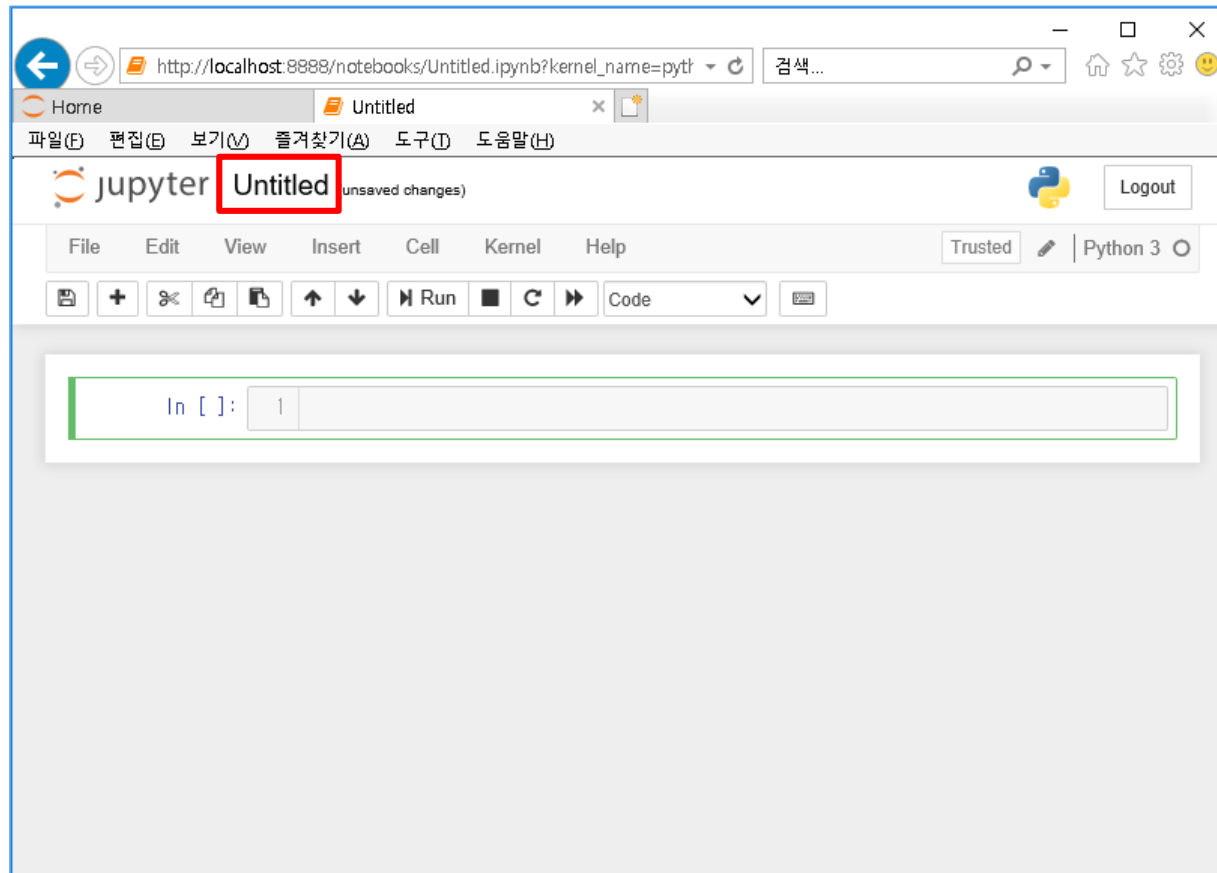 http://localhost:8888/notebooks/Untitled.ipynb?kernel_name=pyth 검색...
Home Untitled
파일(F) 편집(E) 보기(V) 즐겨찾기(A) 도구(T) 도움말(H)
jupyter Untitled unsaved changes) Logout
File Edit View Insert Cell Kernel Help Trusted Python 3
Run Code
In [ ]: 1